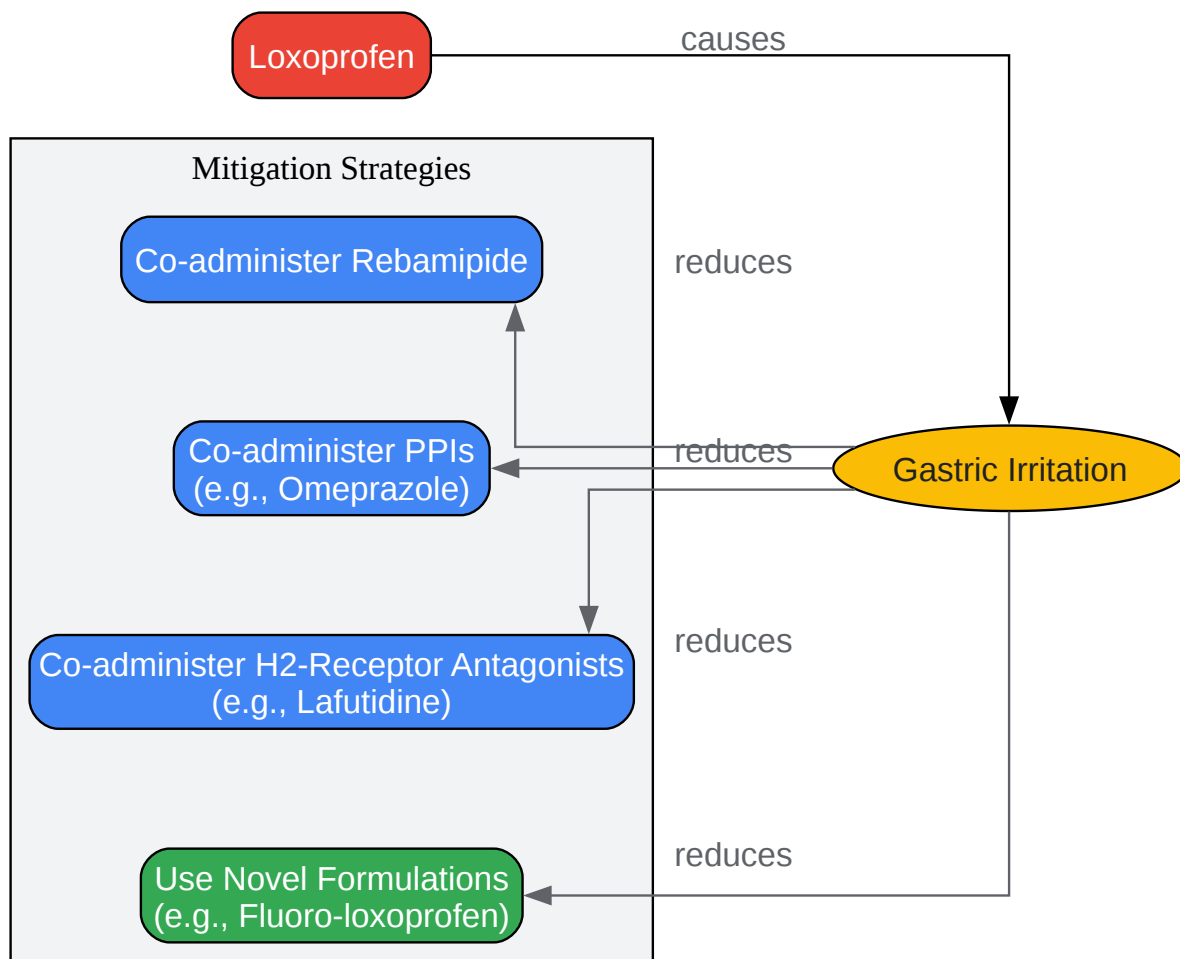 Loxoprofen
causes
Mitigation Strategies
Co-administer Rebamipide
reduces
Co-administer PPIs
(e.g., Omeprazole)
reduces
Gastric Irritation
Co-administer H2-Receptor Antagonists
(e.g., Lafutidine)
reduces
Use Novel Formulations
(e.g., Fluoro-loxoprofen)
reduces